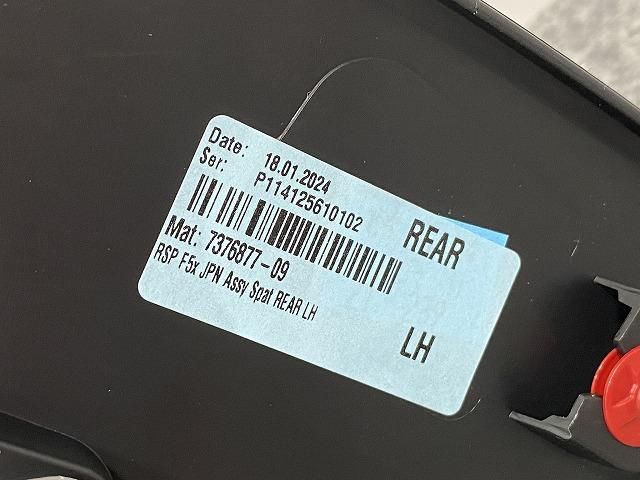 Date: 18.01.2024
Ser: P114125610102
REAR
Mat: 7376877-09
RSP F5x JPN Assy Spat REAR LH
LH